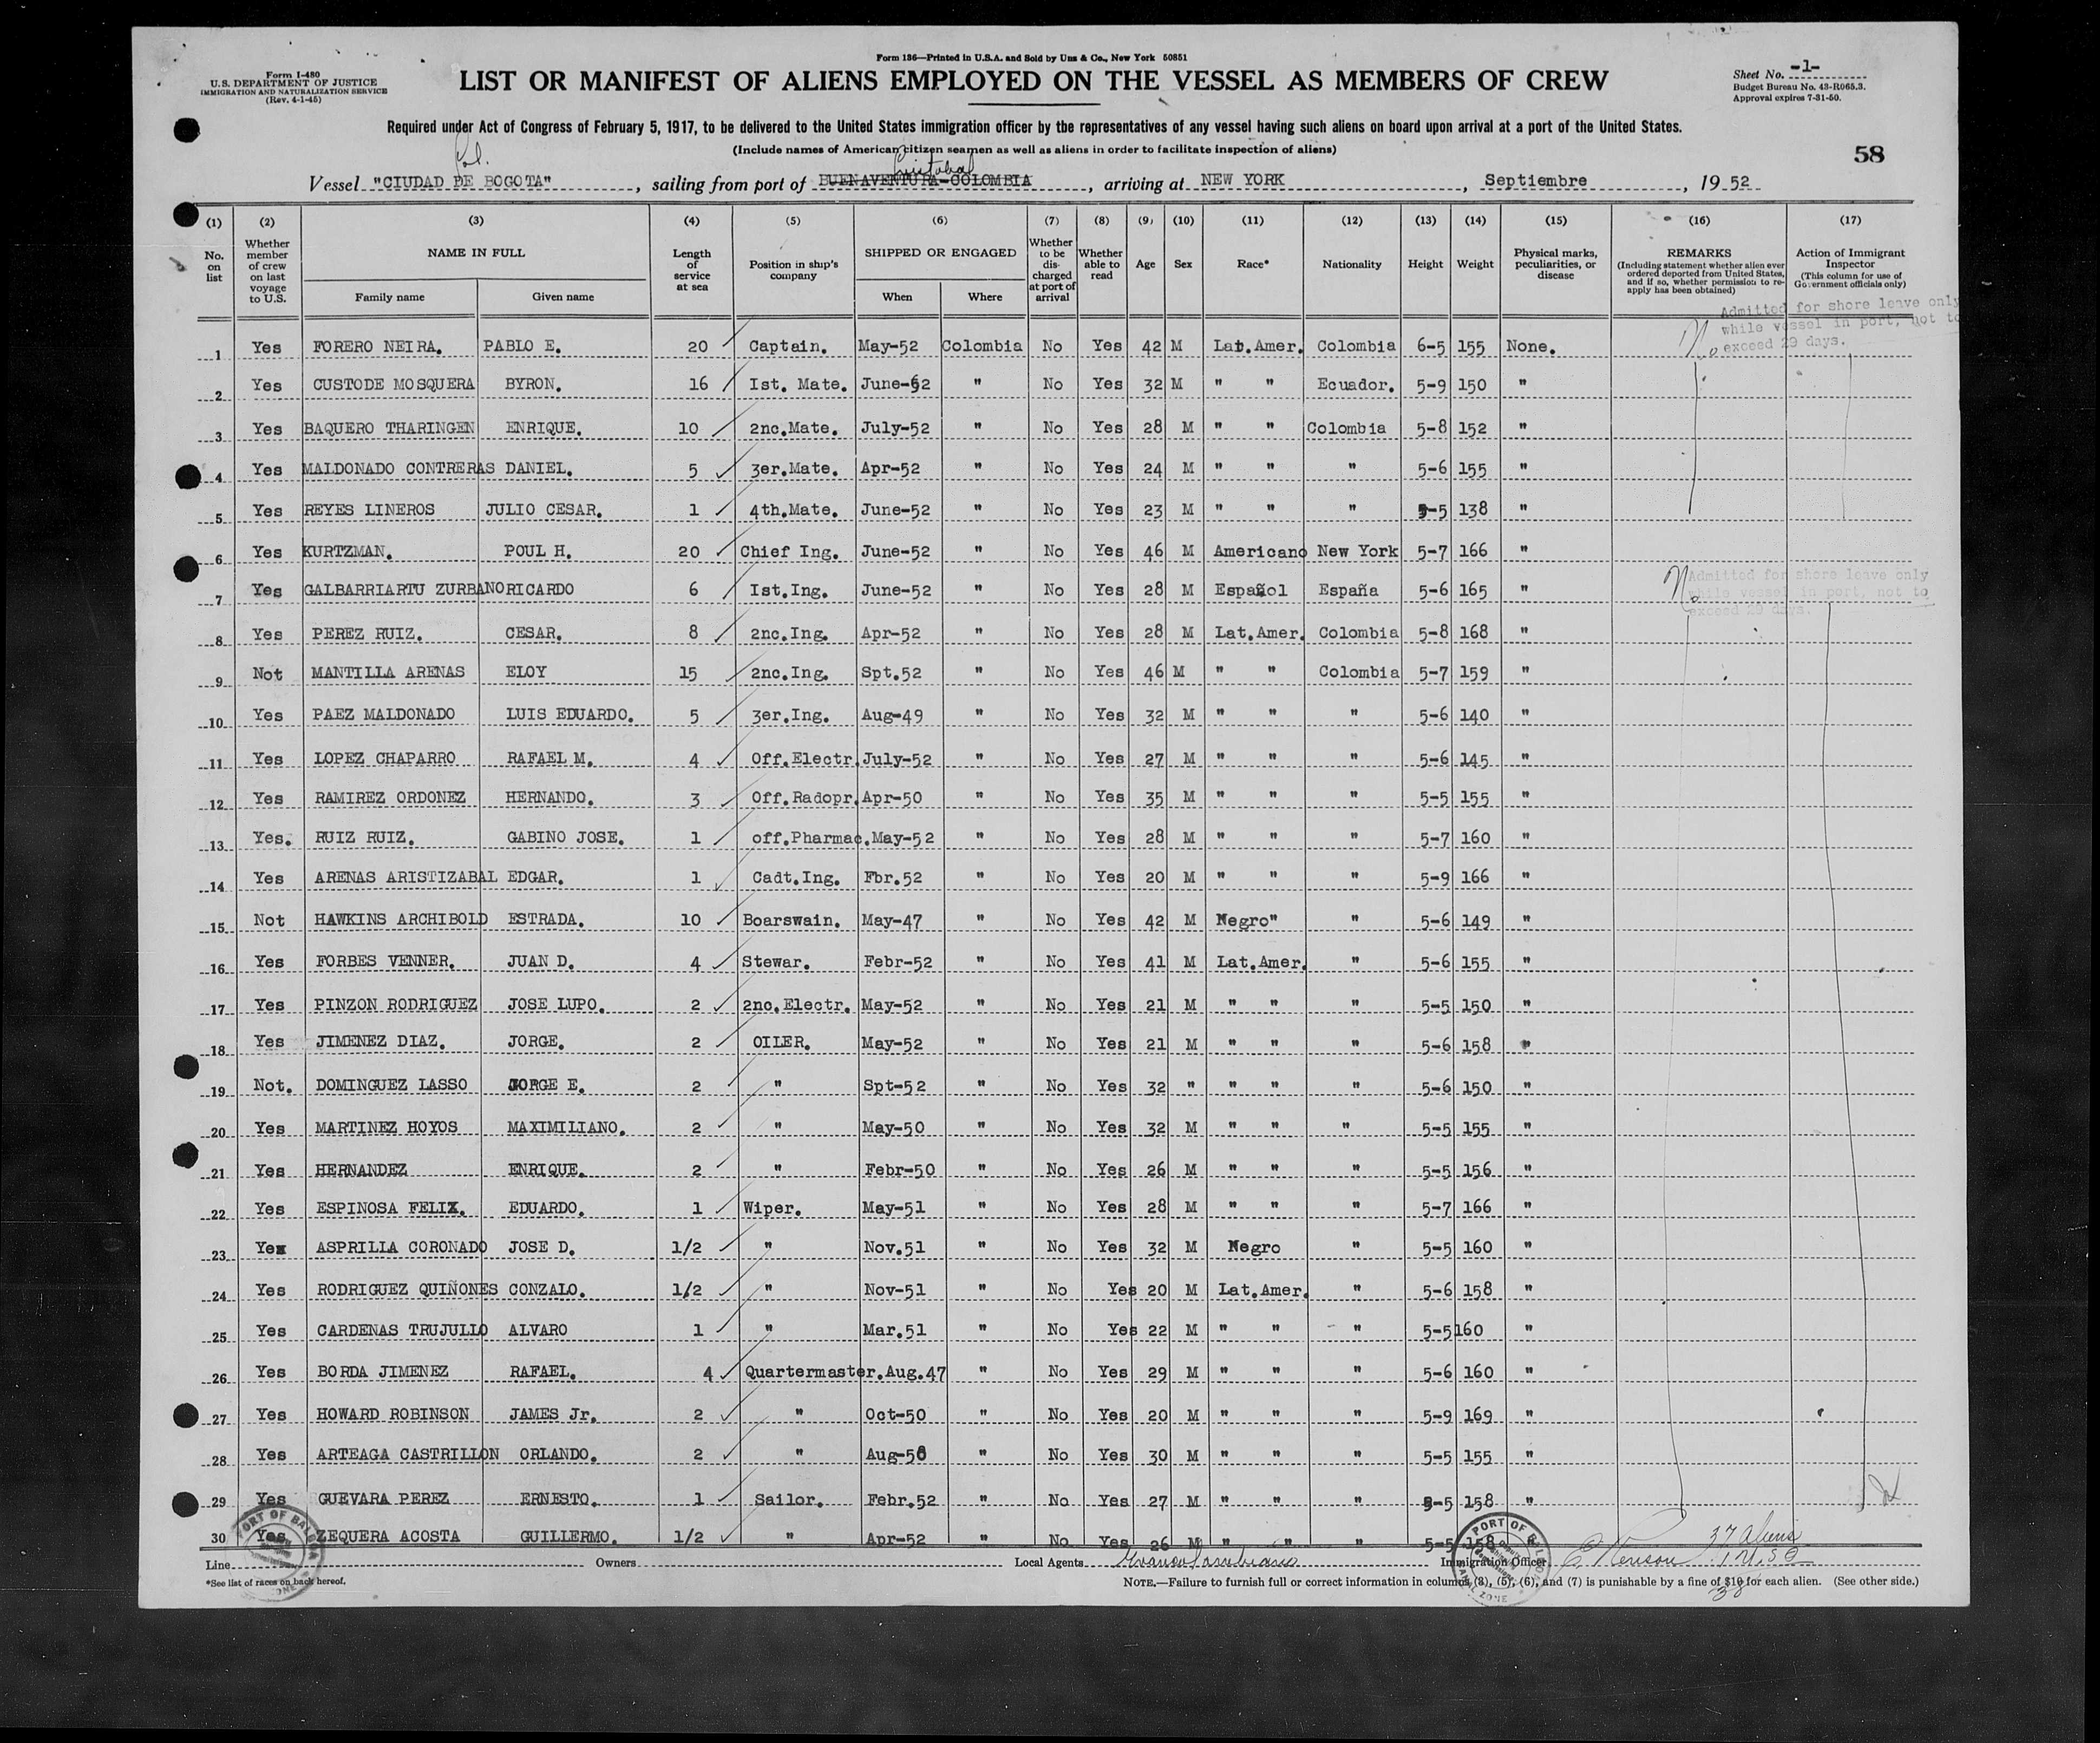 Form I-480
U.S. DEPARTMENT OF JUSTICE
IMMIGRATION AND NATURALIZATION SERVICE
(Rev. 4-1-45)
Form 186—Printed in U.S.A. and Sold by Unz & Co., New York 50851
LIST OR MANIFEST OF ALIENS EMPLOYED ON THE VESSEL AS MEMBERS OF CREW
Sheet No. -1-
Budget Bureau No. 43-R065.3.
Approval expires 7-31-50.
Required under Act of Congress of February 5, 1917, to be delivered to the United States immigration officer by the representatives of any vessel having such aliens on board upon arrival at a port of the United States.
(Include names of American citizen seamen as well as aliens in order to facilitate inspection of aliens)
58
Col. Cristobal
Vessel "CIUDAD DE BOGOTA", sailing from port of BUENAVENTURA-COLOMBIA, arriving at NEW YORK, Septiembre, 19 52
(1) (2) (3) (4) (5) (6) (7) (8) (9) (10) (11) (12) (13) (14) (15) (16) (17)
No. on list | Whether member of crew on last voyage to U.S. | NAME IN FULL | Family name | Given name | Length of service at sea | Position in ship's company | SHIPPED OR ENGAGED | When | Where | Whether to be discharged at port of arrival | Whether able to read | Age | Sex | Race* | Nationality | Height | Weight | Physical marks, peculiarities, or disease | REMARKS (Including statement whether alien ever ordered deported from United States, and if so, whether permission to reapply has been obtained) | Action of Immigrant Inspector (This column for use of Government officials only)
Admitted for shore leave only
while vessel in port, not to
exceed 29 days.
1 Yes FORERO NEIRA. PABLO E. 20 Captain. May-52 Colombia No Yes 42 M Lat.Amer. Colombia 6-5 155 None. No
2 Yes CUSTODE MOSQUERA BYRON. 16 Ist. Mate. June-52 " No Yes 32 M " " Ecuador. 5-9 150 "
3 Yes BAQUERO THARINGEN ENRIQUE. 10 2nc.Mate. July-52 " No Yes 28 M " " Colombia 5-8 152 "
4 Yes MALDONADO CONTRERAS DANIEL. 5 3er.Mate. Apr-52 " No Yes 24 M " " " 5-6 155 "
5 Yes REYES LINEROS JULIO CESAR. 1 4th.Mate. June-52 " No Yes 23 M " " " 5-5 138 "
6 Yes KURTZMAN. POUL H. 20 Chief Ing. June-52 " No Yes 46 M Americano New York 5-7 166 "
7 Yes GALBARRIARTU ZURBANO RICARDO 6 Ist.Ing. June-52 " No Yes 28 M Español España 5-6 165 " No
Admitted for shore leave only
while vessel in port, not to
exceed 29 days.
8 Yes PEREZ RUIZ. CESAR. 8 2nc.Ing. Apr-52 " No Yes 28 M Lat.Amer. Colombia 5-8 168 "
9 Not MANTILLA ARENAS ELOY 15 2nc.Ing. Spt.52 " No Yes 46 M " " Colombia 5-7 159 "
10 Yes PAEZ MALDONADO LUIS EDUARDO. 5 3er.Ing. Aug-49 " No Yes 32 M " " " 5-6 140 "
11 Yes LOPEZ CHAPARRO RAFAEL M. 4 Off.Electr. July-52 " No Yes 27 M " " " 5-6 145 "
12 Yes RAMIREZ ORDONEZ HERNANDO. 3 Off.Radopr. Apr-50 " No Yes 35 M " " " 5-5 155 "
13 Yes. RUIZ RUIZ. GABINO JOSE. 1 off.Pharmac. May-52 " No Yes 28 M " " " 5-7 160 "
14 Yes ARENAS ARISTIZABAL EDGAR. 1 Cadt.Ing. Fbr.52 " No Yes 20 M " " " 5-9 166 "
15 Not HAWKINS ARCHIBOLD ESTRADA. 10 Boarswain. May-47 " No Yes 42 M Negro" " 5-6 149 "
16 Yes FORBES VENNER. JUAN D. 4 Stewar. Febr-52 " No Yes 41 M Lat.Amer. " 5-6 155 "
17 Yes PINZON RODRIGUEZ JOSE LUPO. 2 2nc.Electr. May-52 " No Yes 21 M " " " 5-5 150 "
18 Yes JIMENEZ DIAZ. JORGE. 2 OILER. May-52 " No Yes 21 M " " " 5-6 158 "
19 Not. DOMINGUEZ LASSO JORGE E. 2 " Spt-52 " No Yes 32 " " " " 5-6 150 "
20 Yes MARTINEZ HOYOS MAXIMILIANO. 2 " May-50 " No Yes 32 M " " " 5-5 155 "
21 Yes HERNANDEZ ENRIQUE. 2 " Febr-50 " No Yes 26 M " " " 5-5 156 "
22 Yes ESPINOSA FELIX. EDUARDO. 1 Wiper. May-51 " No Yes 28 M " " " 5-7 166 "
23 Yes ASPRILLA CORONADO JOSE D. 1/2 " Nov.51 " No Yes 32 M Negro " 5-5 160 "
24 Yes RODRIGUEZ QUIÑONES CONZALO. 1/2 " Nov-51 " No Yes 20 M Lat.Amer. " 5-6 158 "
25 Yes CARDENAS TRUJULLO ALVARO 1 " Mar.51 " No Yes 22 M " " " 5-5 160 "
26 Yes BORDA JIMENEZ RAFAEL. 4 Quartermaster. Aug.47 " No Yes 29 M " " " 5-6 160 "
27 Yes HOWARD ROBINSON JAMES Jr. 2 " Oct-50 " No Yes 20 M " " " 5-9 169 "
28 Yes ARTEAGA CASTRILLON ORLANDO. 2 " Aug-50 " No Yes 30 M " " " 5-5 155 "
29 Yes GUEVARA PEREZ ERNESTO. 1 Sailor. Febr.52 " No Yes 27 M " " " 5-5 158 "
30 Yes ZEQUERA ACOSTA GUILLERMO. 1/2 " Apr-52 " No Yes 26 M " " " 5-5 158
37 Aliens
Line Owners Local Agents Immigration Officer 1 U.S.C.
38
*See list of races on back hereof.
NOTE.—Failure to furnish full or correct information in columns (3), (5), (6), and (7) is punishable by a fine of $10 for each alien. (See other side.)
PORT OF BALBOA
CANAL ZONE